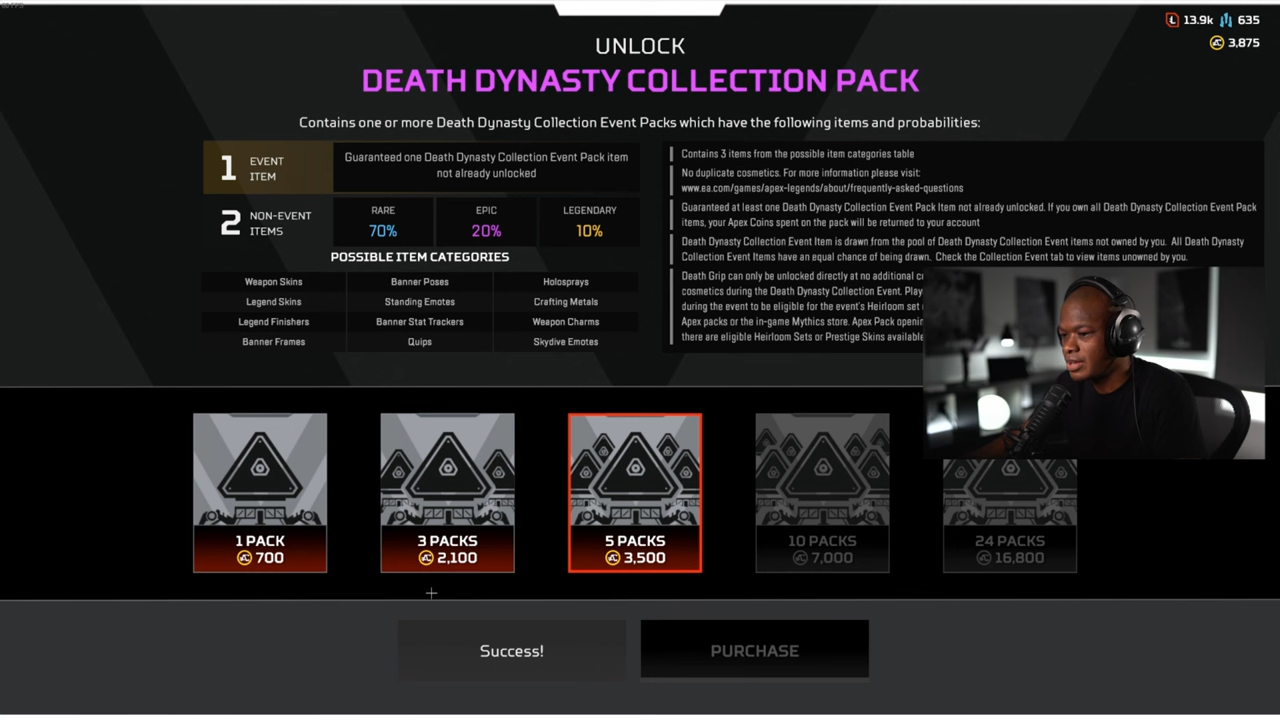 60 FPS
13.9k 635
3,875
UNLOCK
DEATH DYNASTY COLLECTION PACK
Contains one or more Death Dynasty Collection Event Packs which have the following items and probabilities:
1 EVENT
ITEM
Guaranteed one Death Dynasty Collection Event Pack item
not already unlocked
2 NON-EVENT
ITEMS
RARE
70%
EPIC
20%
LEGENDARY
10%
POSSIBLE ITEM CATEGORIES
Weapon Skins Banner Poses Holosprays
Legend Skins Standing Emotes Crafting Metals
Legend Finishers Banner Stat Trackers Weapon Charms
Banner Frames Quips Skydive Emotes
Contains 3 items from the possible item categories table
No duplicate cosmetics. For more information please visit:
www.ea.com/games/apex-legends/about/frequently-asked-questions
Guaranteed at least one Death Dynasty Collection Event Pack Item not already unlocked. If you own all Death Dynasty Collection Event Pack
items, your Apex Coins spent on the pack will be returned to your account
Death Dynasty Collection Event Item is drawn from the pool of Death Dynasty Collection Event items not owned by you. All Death Dynasty
Collection Event Items have an equal chance of being drawn. Check the Collection Event tab to view items unowned by you.
Death Grip can only be unlocked directly at no additional c
cosmetics during the Death Dynasty Collection Event. Play
during the event to be eligible for the event's Heirloom set
Apex packs or the in-game Mythics store. Apex Pack openin
there are eligible Heirloom Sets or Prestige Skins available
1 PACK
700
3 PACKS
2,100
5 PACKS
3,500
10 PACKS
7,000
24 PACKS
16,800
Success!
PURCHASE